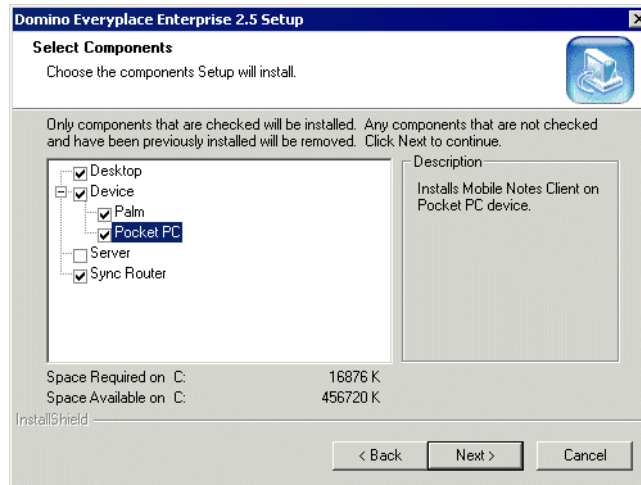 Domino Everyplace Enterprise 2.5 Setup
Select Components
Choose the components Setup will install.
Only components that are checked will be installed. Any components that are not checked
and have been previously installed will be removed. Click Next to continue.
Desktop
Device
Palm
Pocket PC
Server
Sync Router
Description
Installs Mobile Notes Client on
Pocket PC device.
Space Required on C: 16876 K
Space Available on C: 456720 K
InstallShield
< Back Next > Cancel